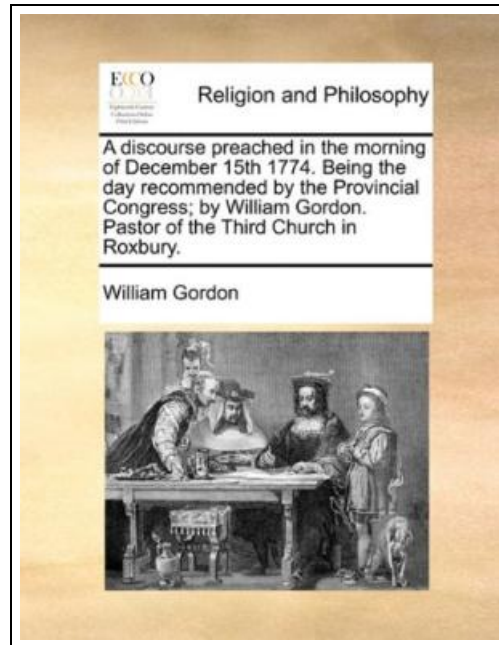 ECCO
Religion and Philosophy
A discourse preached in the morning
of December 15th 1774. Being the
day recommended by the Provincial
Congress; by William Gordon.
Pastor of the Third Church in
Roxbury.
William Gordon